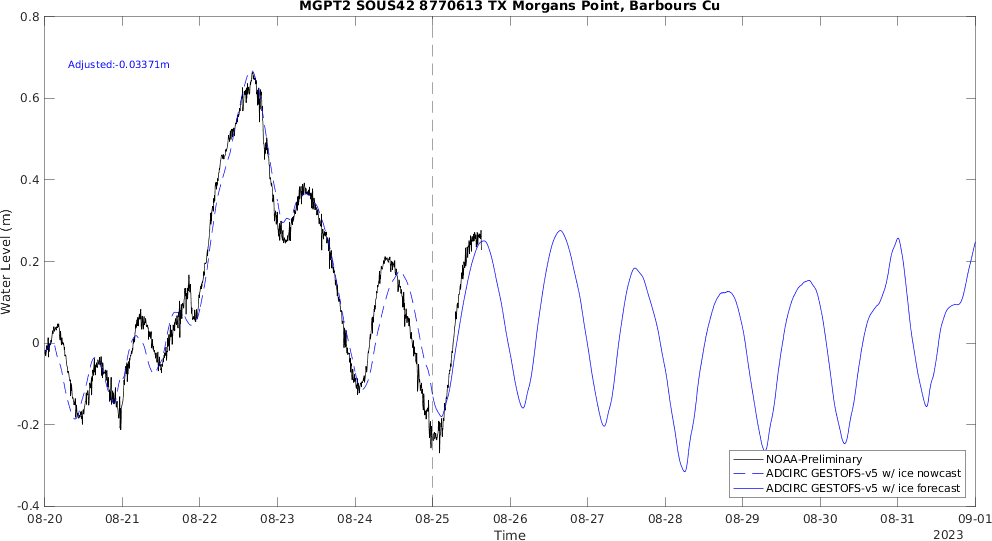 MGPT2 SOUS42 8770613 TX Morgans Point, Barbours Cu
Adjusted:-0.03371m
Water Level (m)
0.8
0.6
0.4
0.2
0
-0.2
-0.4
NOAA-Preliminary
ADCIRC GESTOFS-v5 w/ ice nowcast
ADCIRC GESTOFS-v5 w/ ice forecast
08-20 08-21 08-22 08-23 08-24 08-25 08-26 08-27 08-28 08-29 08-30 08-31 09-01
Time
2023